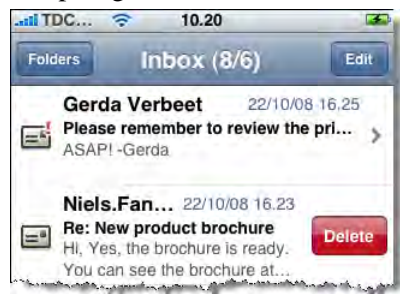 TDC... 10.20
Folders Inbox (8/6) Edit
Gerda Verbeet 22/10/08 16.25
Please remember to review the pri...
ASAP! -Gerda
Niels.Fan... 22/10/08 16.23
Re: New product brochure
Hi, Yes, the brochure is ready.
You can see the brochure at...
Delete